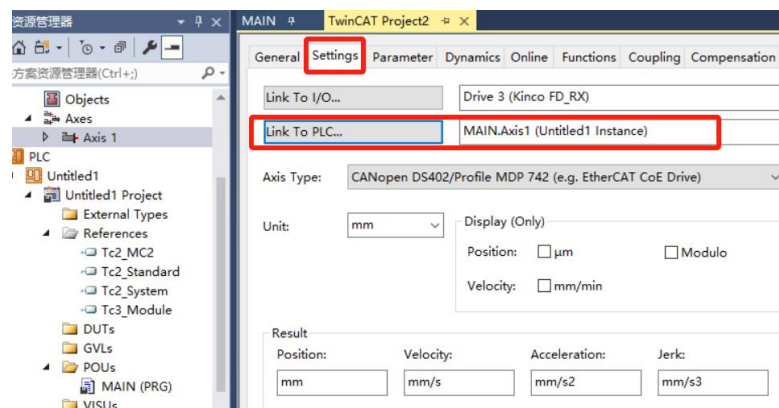 资源管理器
MAIN
TwinCAT Project2
方案资源管理器(Ctrl+;)
Objects
Axes
Axis 1
PLC
Untitled1
Untitled1 Project
External Types
References
Tc2_MC2
Tc2_Standard
Tc2_System
Tc3_Module
DUTs
GVLs
POUs
MAIN (PRG)
VISUs
General Settings Parameter Dynamics Online Functions Coupling Compensation
Link To I/O...
Drive 3 (Kinco FD_RX)
Link To PLC...
MAIN.Axis1 (Untitled1 Instance)
Axis Type:
CANopen DS402/Profile MDP 742 (e.g. EtherCAT CoE Drive)
Unit:
mm
Display (Only)
Position:
µm
Modulo
Velocity:
mm/min
Result
Position: Velocity: Acceleration: Jerk:
mm mm/s mm/s2 mm/s3